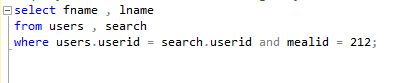 select fname , lname
from users , search
where users.userid = search.userid and mealid = 212;